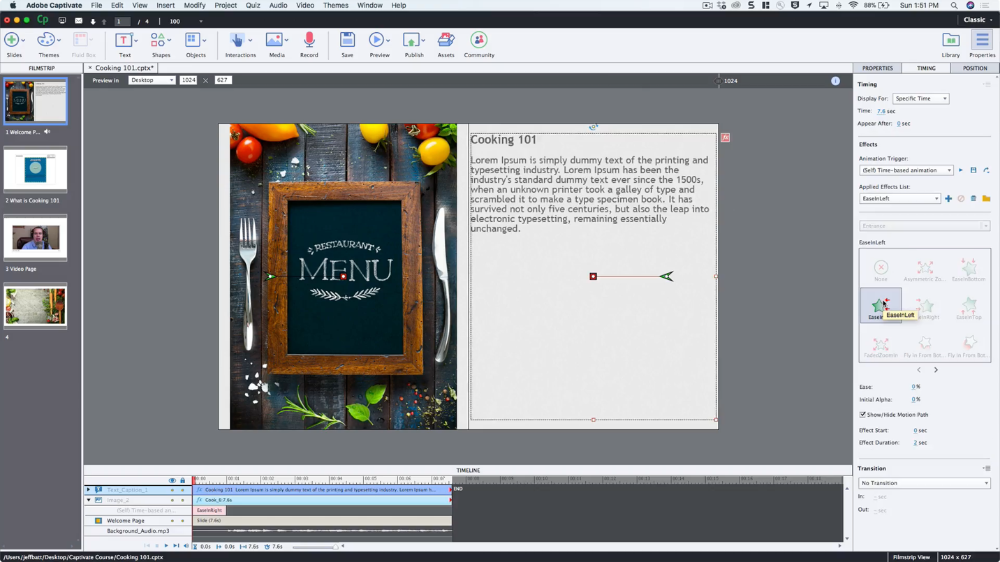 Adobe Captivate File Edit View Insert Modify Project Quiz Audio Video Themes Window Help 88% Sun 1:51 PM
Cp 1 / 4 100 Classic
Slides Themes Fluid Box Text Shapes Objects Interactions Media Record Save Preview Publish Assets Community Library Properties
FILMSTRIP × Cooking 101.cptx* PROPERTIES TIMING POSITION
Preview in Desktop 1024 × 627 1024
1 Welcome P...
2 What is Cooking 101
3 Video Page
4
RESTAURANT
MENU
Cooking 101
Lorem Ipsum is simply dummy text of the printing and
typesetting industry. Lorem Ipsum has been the
industry's standard dummy text ever since the 1500s,
when an unknown printer took a galley of type and
scrambled it to make a type specimen book. It has
survived not only five centuries, but also the leap into
electronic typesetting, remaining essentially
unchanged.
Timing
Display For: Specific Time
Time: 7.6 sec
Appear After: 0 sec
Effects
Animation Trigger:
(Self) Time-based animation
Applied Effects List:
EaseInLeft
Entrance
EaseInLeft
None Asymmetric Zo... EaseInBottom
EaseInLeft
EaseInTop
FadedZoomIn Fly In From Bot... Fly In From Bot...
Ease: 0 %
Initial Alpha: 0 %
Show/Hide Motion Path
Effect Start: 0 sec
Effect Duration: 2 sec
Transition
No Transition
In: - sec
Out: - sec
TIMELINE
00:00 00:01 00:02 00:03 00:04 00:05 00:06 00:07 00:08 00:09 00:10 00:11 00:12 00:13 00:14 00:15 00:16 00:17 00:18
Text_Caption_1 fx Cooking 101 Lorem Ipsum is simply dummy text of the printing and typesetting industry. Lorem Ipsum h... END
Image_2 fx Cook_6:7.6s
(Self) Time-based an... EaseInRight
Welcome Page Slide (7.6s)
Background_Audio.mp3
0.0s 0.0s 7.6s 7.6s
/Users/jeffbatt/Desktop/Captivate Course/Cooking 101.cptx Filmstrip View 1024 x 627